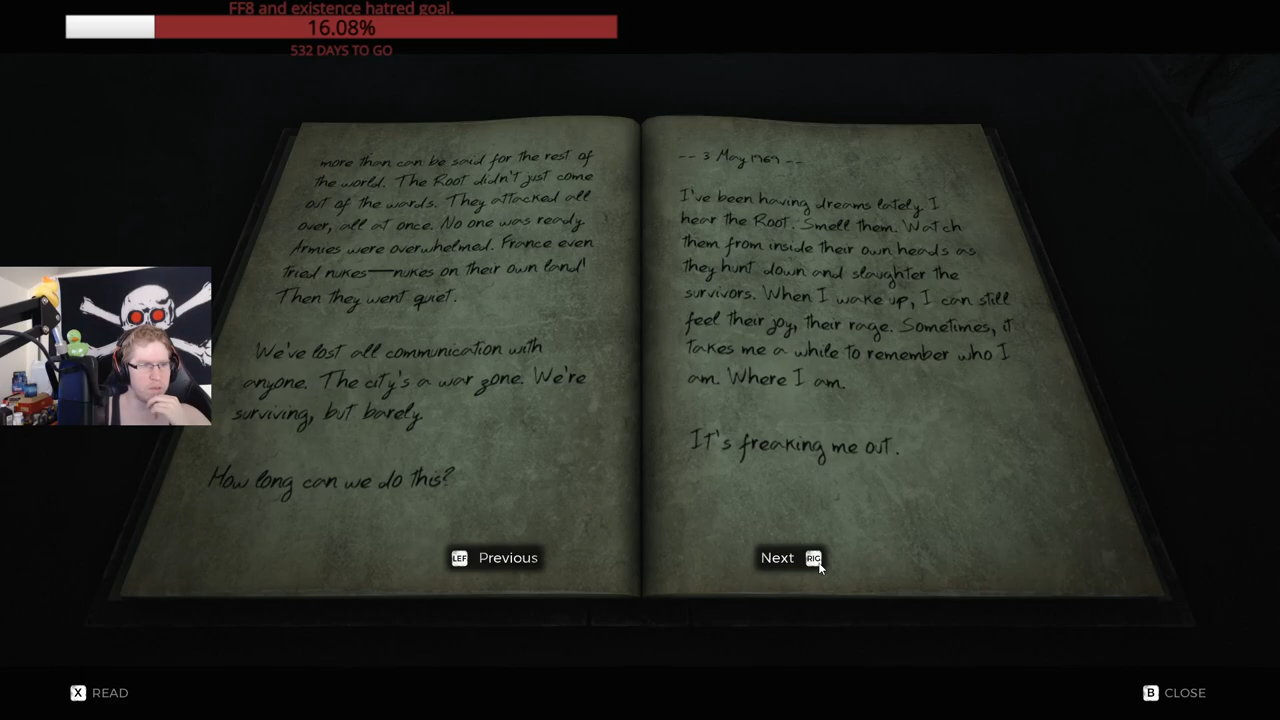 FF8 and existence hatred goal.
16.08%
532 DAYS TO GO
more than can be said for the rest of
the world. The Root didn't just come
out of the wards. They attacked all
over, all at once. No one was ready
Armies were overwhelmed. France even
tried nukes—nukes on their own land!
Then they went quiet.
We've lost all communication with
anyone. The city's a war zone. We're
surviving, but barely.
How long can we do this?
-- 3 May 1969 --
I've been having dreams lately. I
hear the Root. Smell them. Watch
them from inside their own heads as
they hunt down and slaughter the
survivors. When I wake up, I can still
feel their joy, their rage. Sometimes, it
takes me a while to remember who I
am. Where I am.
It's freaking me out.
LEF Previous
Next RIG
X READ
B CLOSE